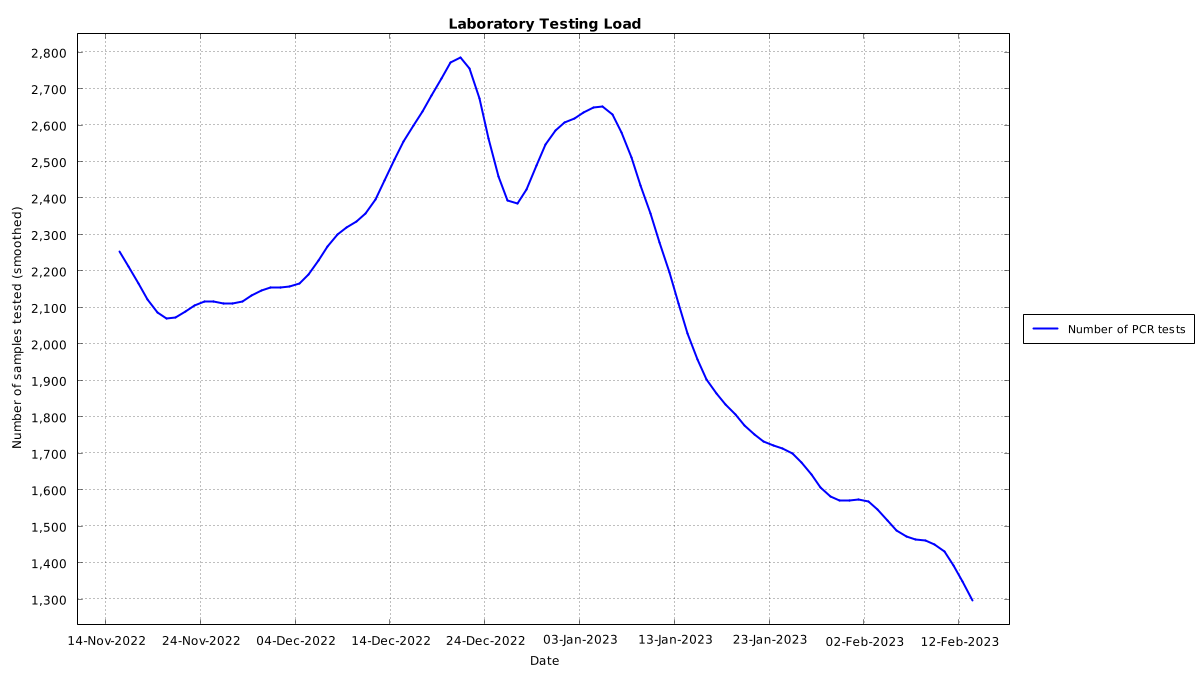 Laboratory Testing Load
2,800
2,700
2,600
2,500
2,400
2,300
2,200
2,100
2,000
1,900
1,800
1,700
1,600
1,500
1,400
1,300
Number of samples tested (smoothed)
14-Nov-2022
24-Nov-2022
04-Dec-2022
14-Dec-2022
24-Dec-2022
03-Jan-2023
13-Jan-2023
23-Jan-2023
02-Feb-2023
12-Feb-2023
Date
Number of PCR tests